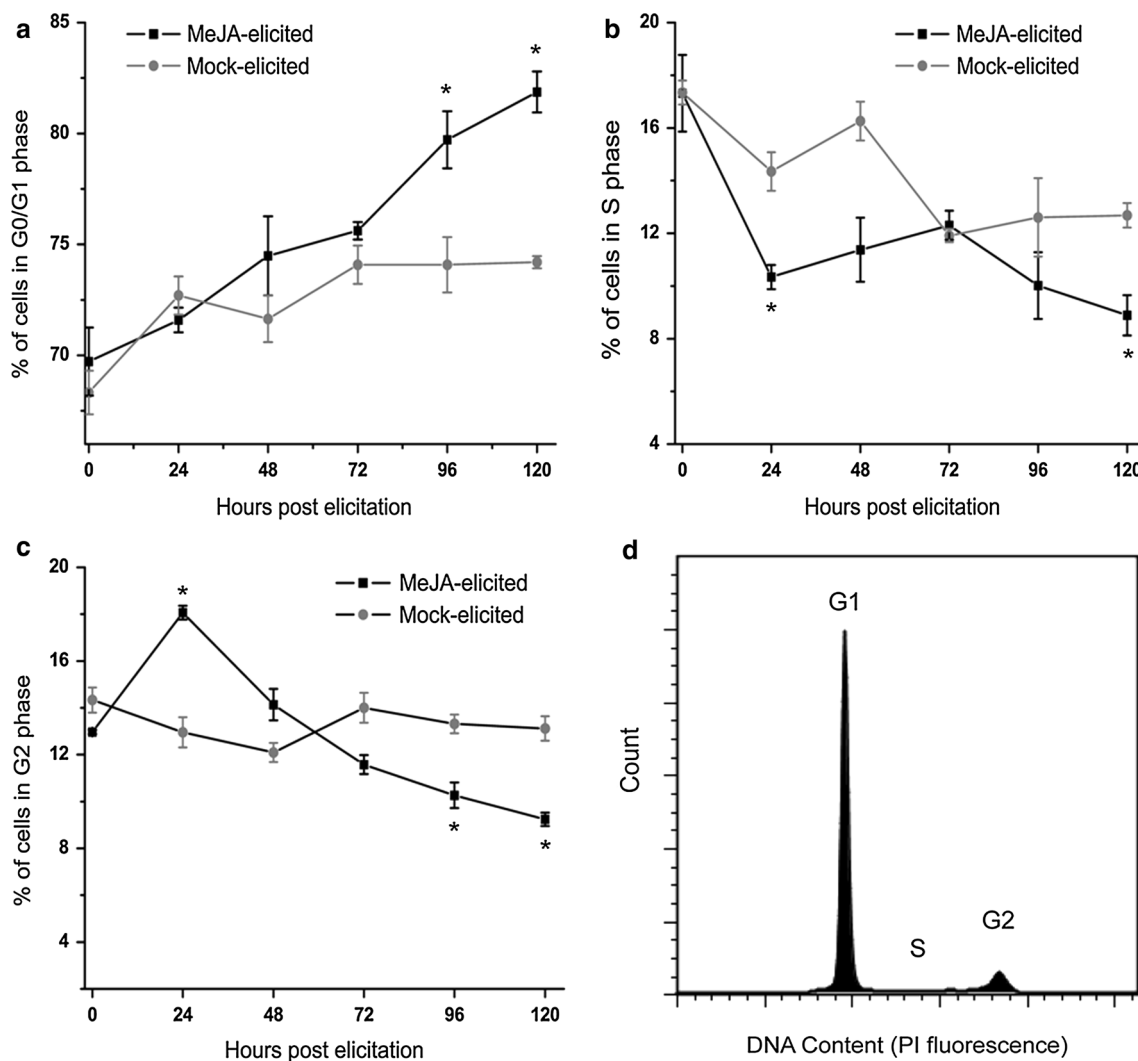 a
MeJA-elicited
Mock-elicited
*
*
85
80
75
70
% of cells in G0/G1 phase
0 24 48 72 96 120
Hours post elicitation
b
MeJA-elicited
Mock-elicited
20
16
12
8
4
% of cells in S phase
*
*
0 24 48 72 96 120
Hours post elicitation
c
MeJA-elicited
Mock-elicited
20
16
12
8
4
% of cells in G2 phase
*
*
*
0 24 48 72 96 120
Hours post elicitation
d
G1
S
G2
Count
DNA Content (PI fluorescence)